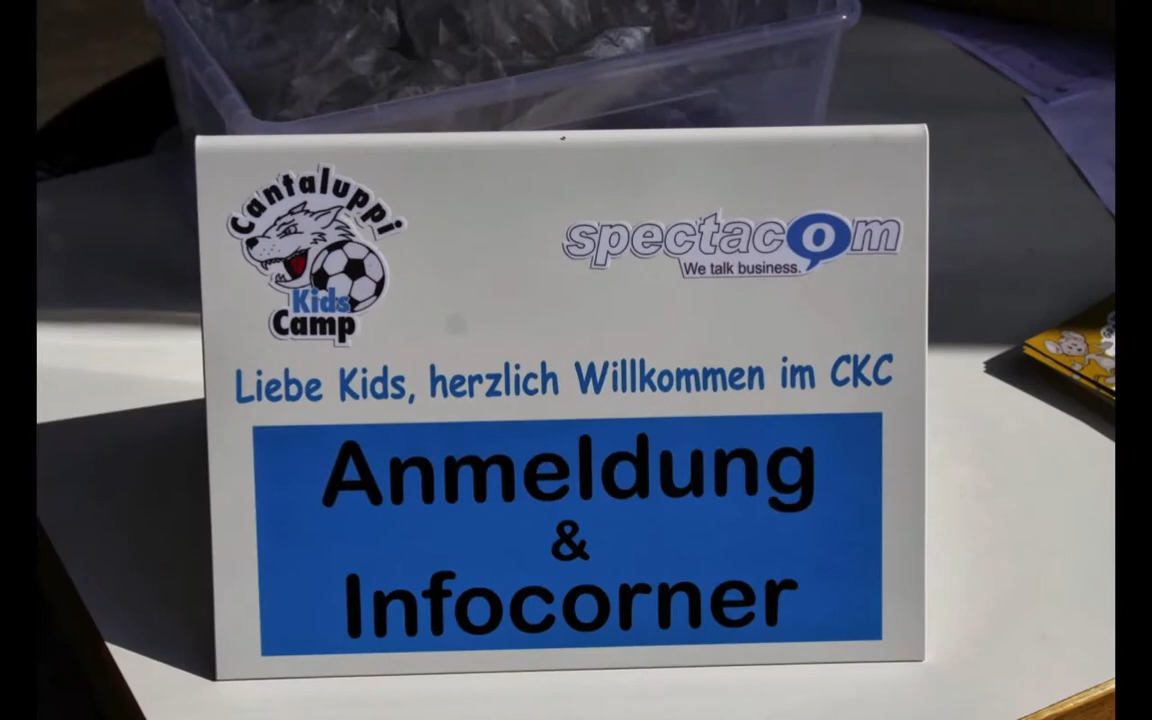 Cantaluppi
Kids
Camp
spectacom
We talk business.
Liebe Kids, herzlich Willkommen im CKC
Anmeldung
&
Infocorner